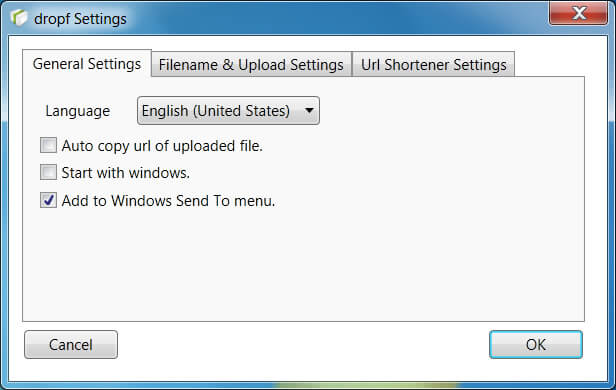 dropf Settings
General Settings Filename & Upload Settings Url Shortener Settings
Language English (United States)
Auto copy url of uploaded file.
Start with windows.
Add to Windows Send To menu.
Cancel OK